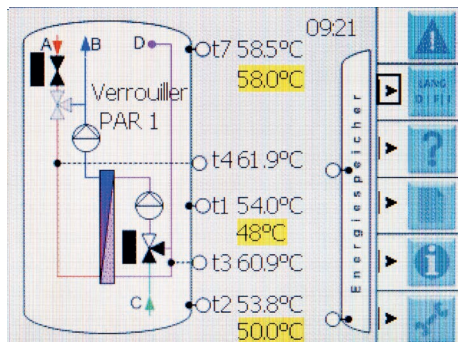 09:21
A B D
t7 58.5°C
58.0°C
LANG
D F I
Verrouiller
PAR 1
?
t4 61.9°C
t1 54.0°C
48°C
t3 60.9°C
i
C
t2 53.8°C
50.0°C
Energiespeicher